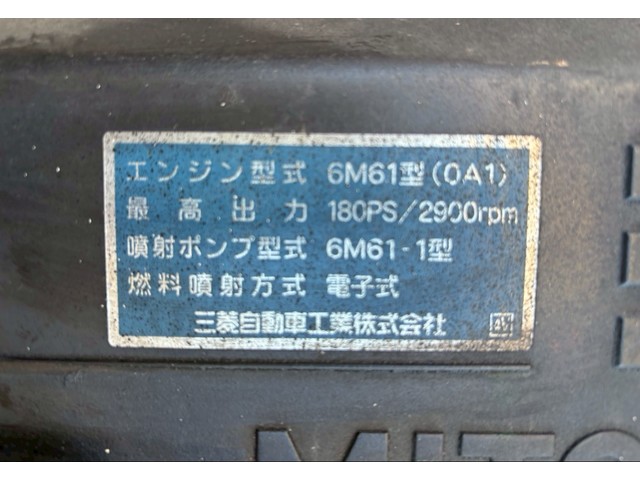 エンジン型式 6M61型(0A1)
最高出力 180PS/2900rpm
噴射ポンプ型式 6M61-1型
燃料噴射方式 電子式
三菱自動車工業株式会社